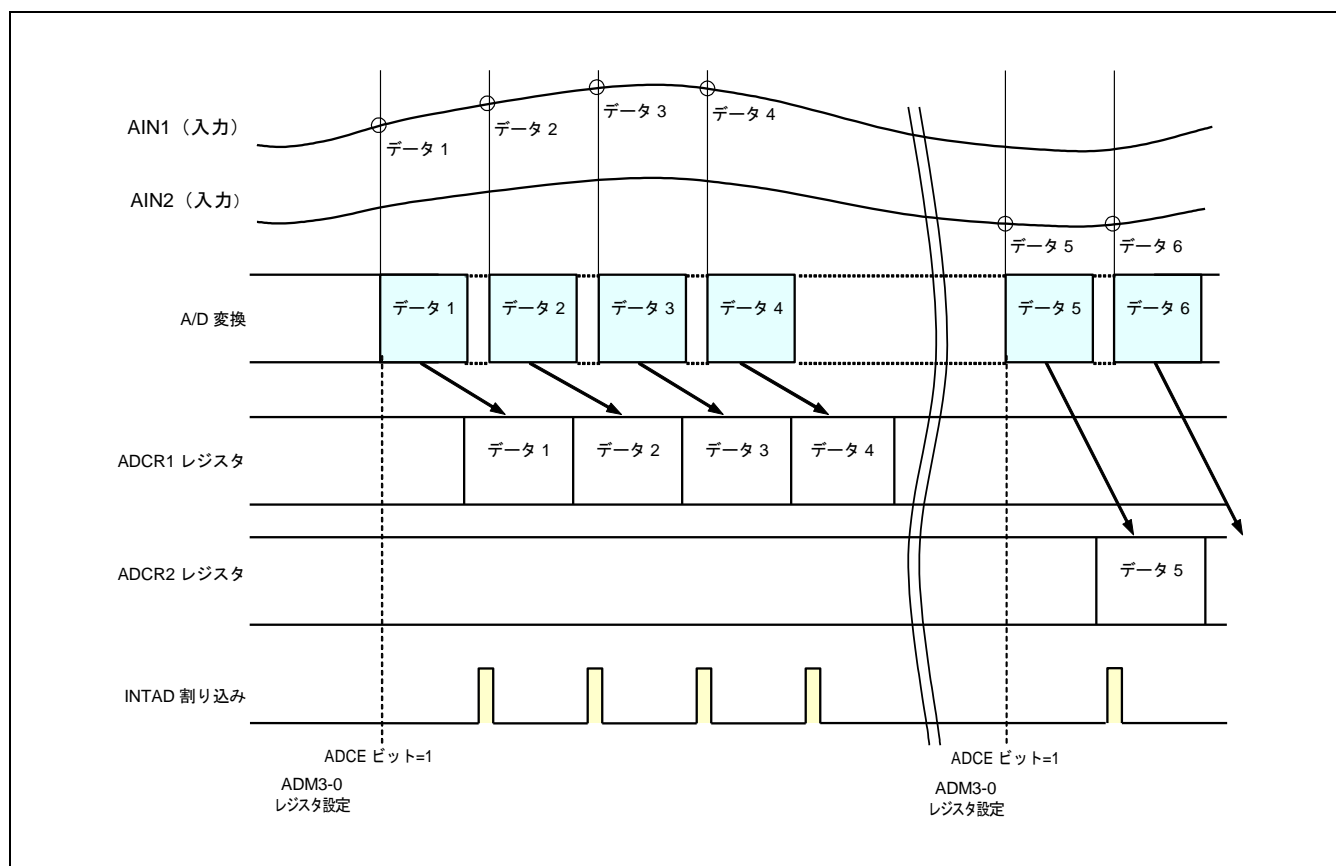 AIN1（入力）
データ 1
データ 2
データ 3
データ 4
AIN2（入力）
データ 5
データ 6
A/D 変換
データ 1
データ 2
データ 3
データ 4
データ 5
データ 6
ADCR1 レジスタ
データ 1
データ 2
データ 3
データ 4
ADCR2 レジスタ
データ 5
INTAD 割り込み
ADCE ビット=1
ADM3-0
レジスタ設定
ADCE ビット=1
ADM3-0
レジスタ設定